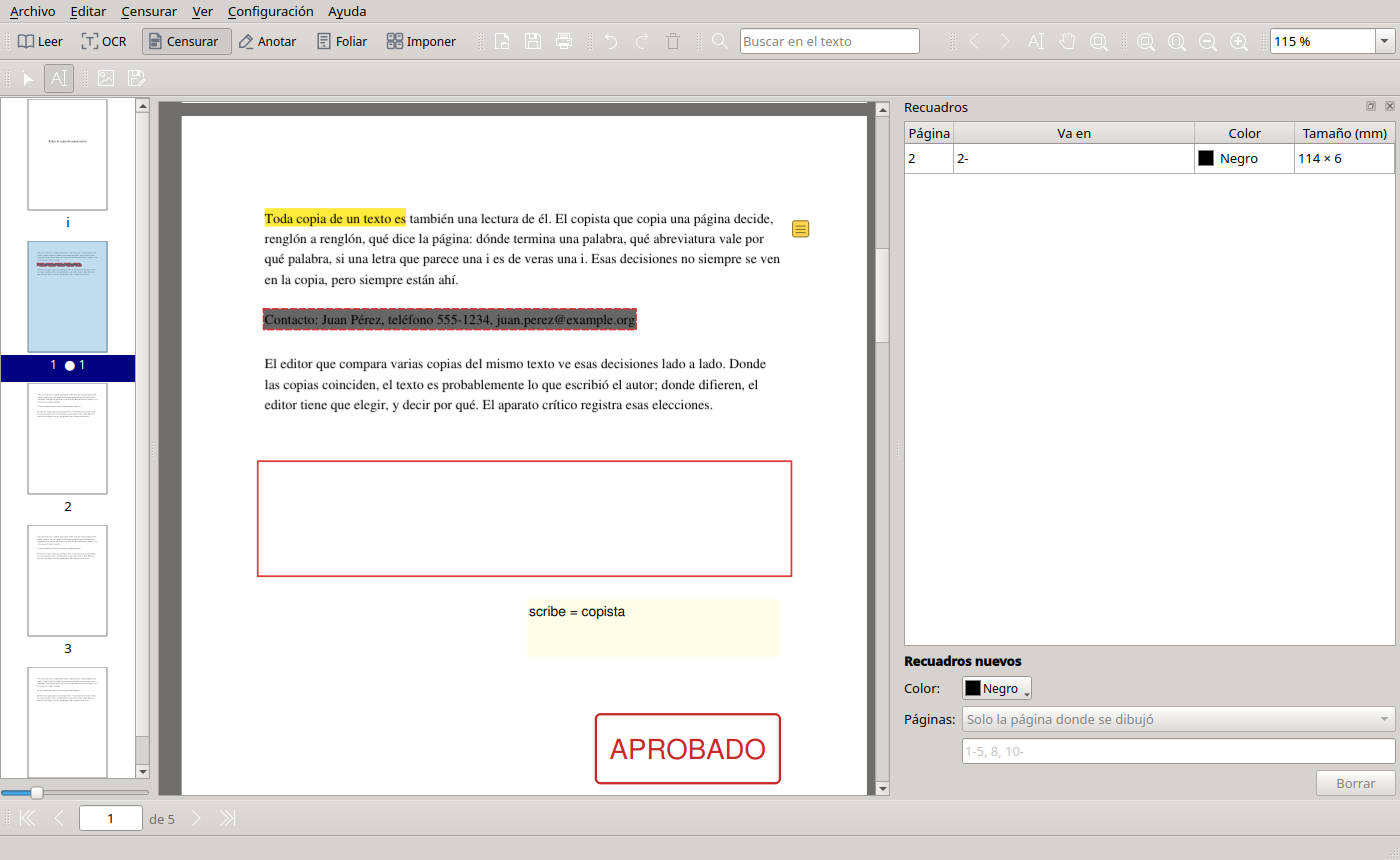 Archivo Editar Censurar Ver Configuración Ayuda
Leer OCR Censurar Anotar Foliar Imponer Buscar en el texto 115 %
i
1 1
2
3
Toda copia de un texto es también una lectura de él. El copista que copia una página decide,
renglón a renglón, qué dice la página: dónde termina una palabra, qué abreviatura vale por
qué palabra, si una letra que parece una i es de veras una i. Esas decisiones no siempre se ven
en la copia, pero siempre están ahí.
Contacto: Juan Pérez, teléfono 555-1234, juan.perez@example.org
El editor que compara varias copias del mismo texto ve esas decisiones lado a lado. Donde
las copias coinciden, el texto es probablemente lo que escribió el autor; donde difieren, el
editor tiene que elegir, y decir por qué. El aparato crítico registra esas elecciones.
scribe = copista
APROBADO
Recuadros
Página Va en Color Tamaño (mm)
2 2- Negro 114 × 6
Recuadros nuevos
Color: Negro
Páginas: Solo la página donde se dibujó
1-5, 8, 10-
Borrar
1 de 5